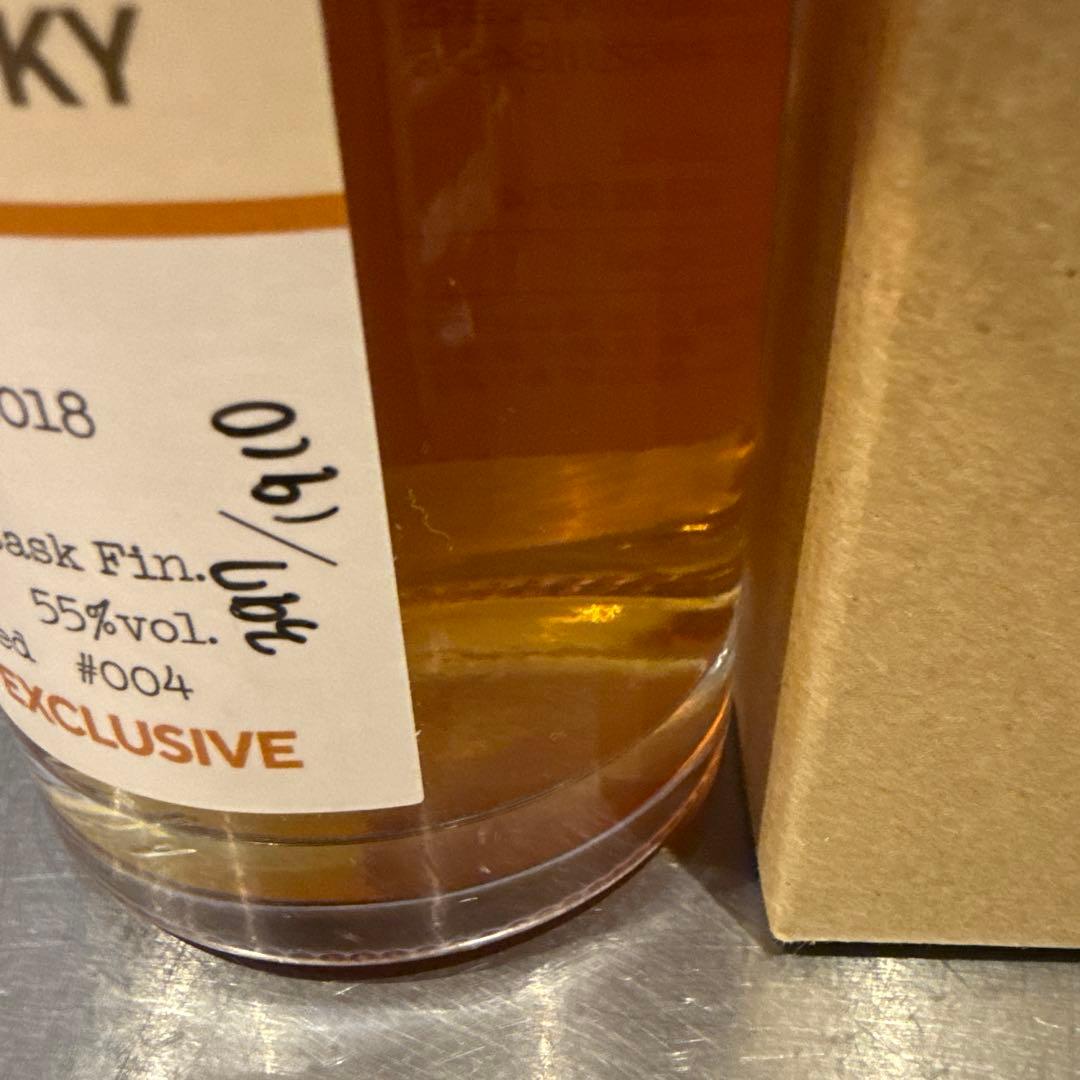 KY
018
ask Fin.
55%vol.
ed #004
EXCLUSIVE